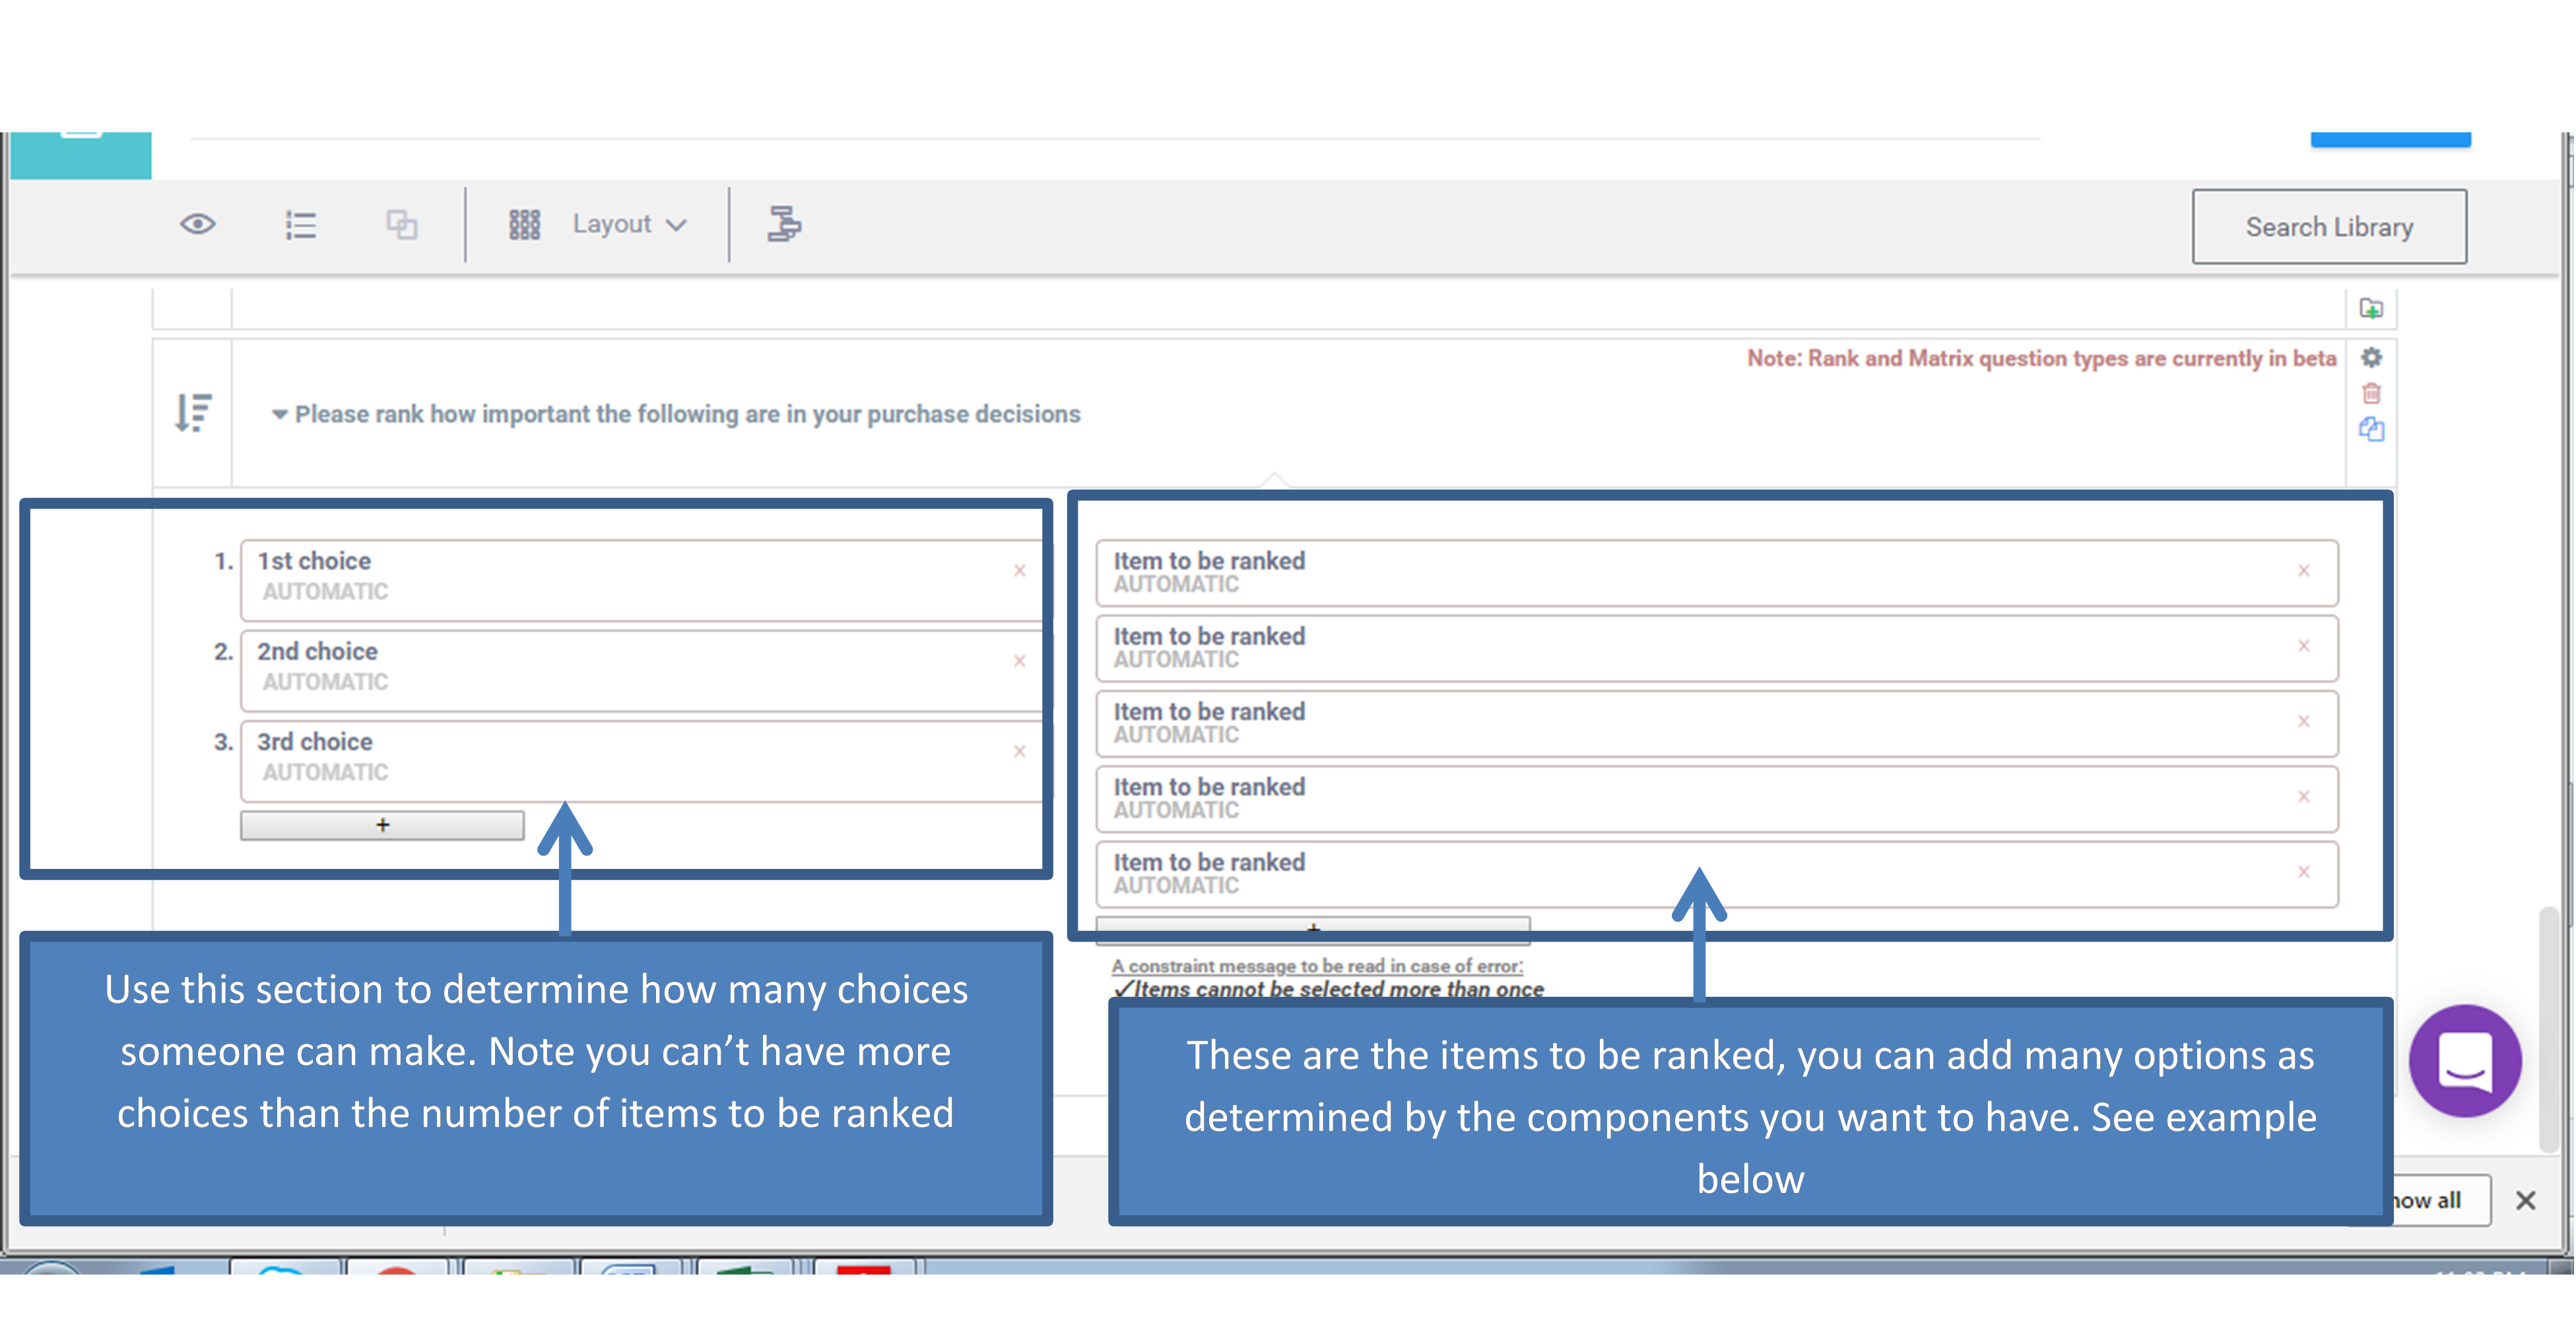 Layout
Search Library
Note: Rank and Matrix question types are currently in beta
Please rank how important the following are in your purchase decisions
1. 1st choice
AUTOMATIC
2. 2nd choice
AUTOMATIC
3. 3rd choice
AUTOMATIC
+
Item to be ranked
AUTOMATIC
Item to be ranked
AUTOMATIC
Item to be ranked
AUTOMATIC
Item to be ranked
AUTOMATIC
Item to be ranked
AUTOMATIC
+
A constraint message to be read in case of error:
✓Items cannot be selected more than once
Use this section to determine how many choices
someone can make. Note you can’t have more
choices than the number of items to be ranked
These are the items to be ranked, you can add many options as
determined by the components you want to have. See example
below
all